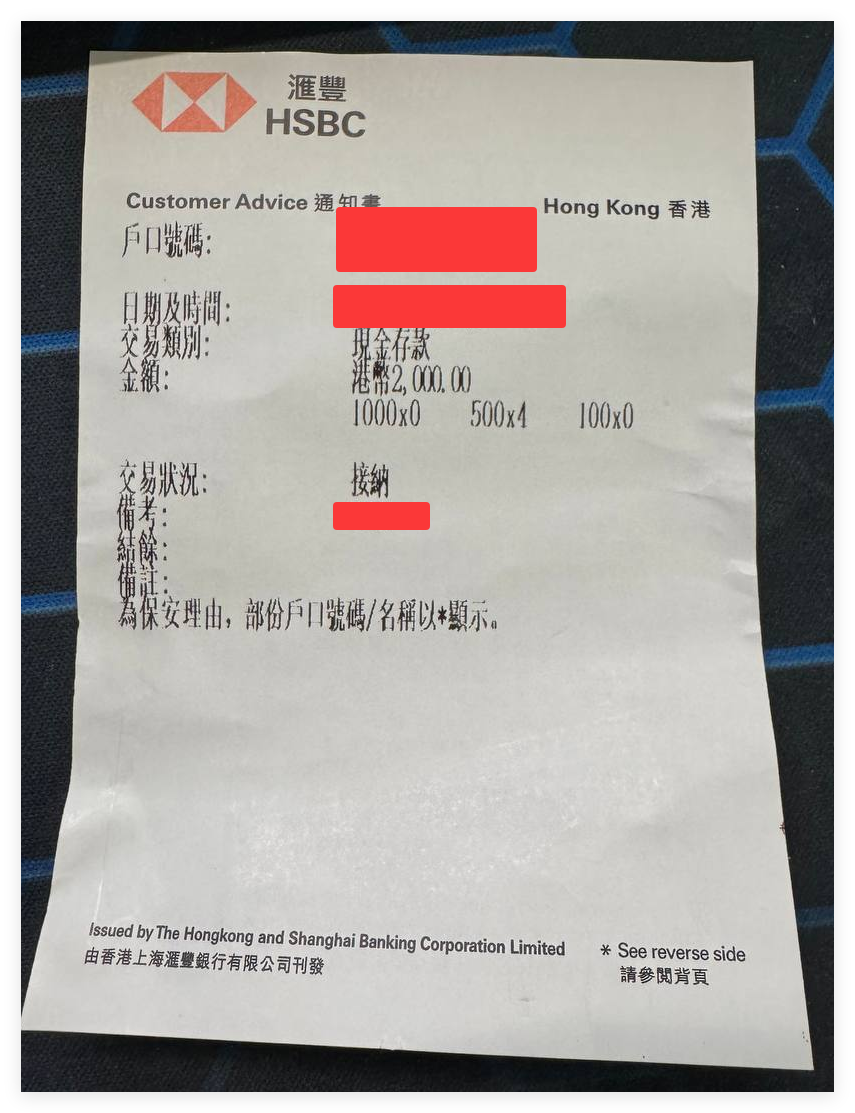 滙豐
HSBC
Customer Advice 通知書
Hong Kong 香港
戶口號碼:
日期及時間:
交易類別: 現金存款
金額: 港幣2,000.00
1000x0 500x4 100x0
交易狀況: 接納
備考:
結餘:
備註:
為保安理由，部份戶口號碼/名稱以*顯示。
Issued by The Hongkong and Shanghai Banking Corporation Limited
由香港上海滙豐銀行有限公司刊發
* See reverse side
請參閲背頁